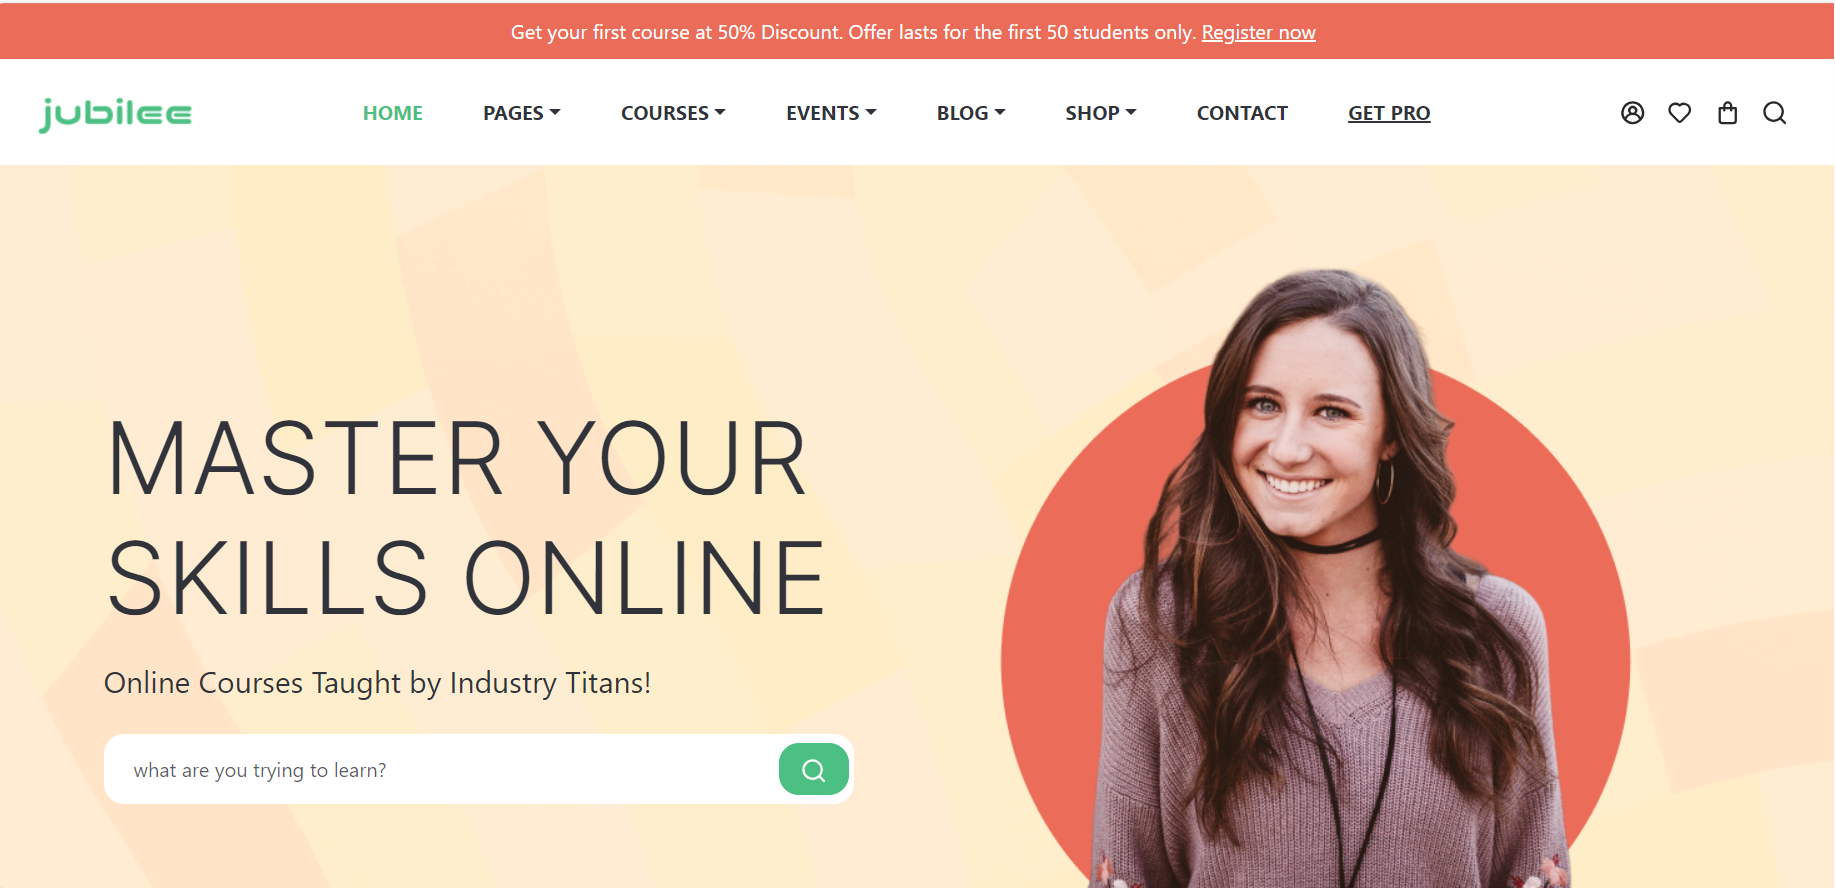 Get your first course at 50% Discount. Offer lasts for the first 50 students only. Register now
jubilee
HOME PAGES COURSES EVENTS BLOG SHOP CONTACT GET PRO
MASTER YOUR
SKILLS ONLINE
Online Courses Taught by Industry Titans!
what are you trying to learn?